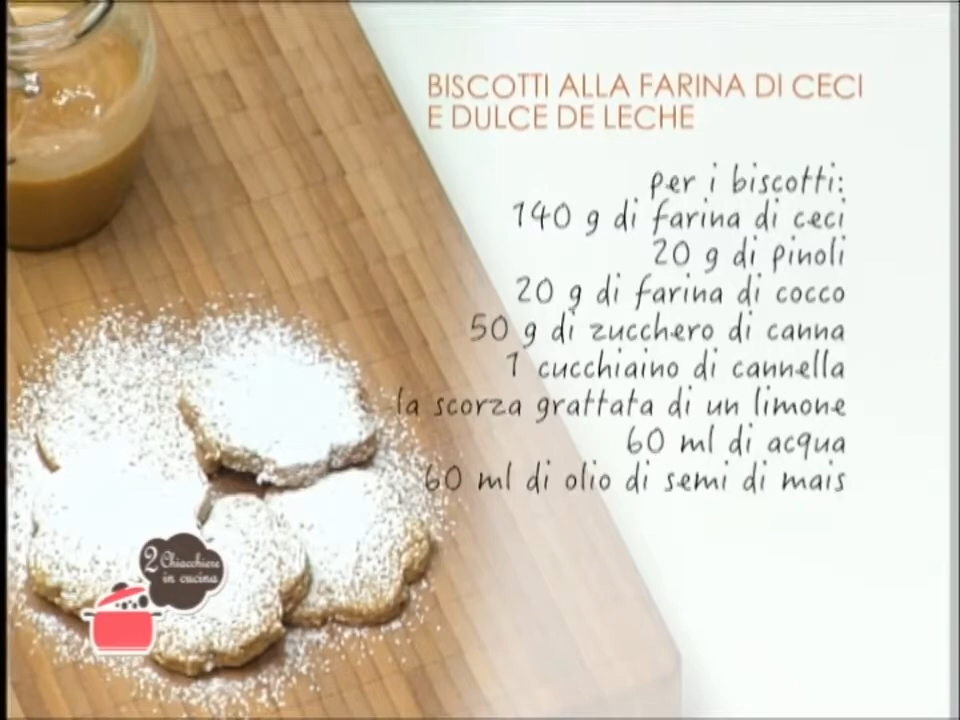 BISCOTTI ALLA FARINA DI CECI
E DULCE DE LECHE
per i biscotti:
140 g di farina di ceci
20 g di pinoli
20 g di farina di cocco
50 g di zucchero di canna
1 cucchiaino di cannella
la scorza grattata di un limone
60 ml di acqua
60 ml di olio di semi di mais
2 Chiacchiere
in cucina